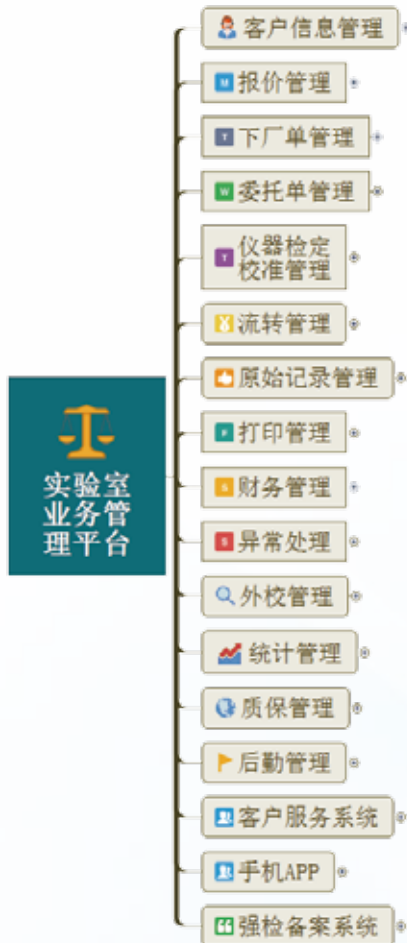 客户信息管理
报价管理
下厂单管理
委托单管理
仪器检定
校准管理
流转管理
原始记录管理
打印管理
财务管理
异常处理
外校管理
统计管理
质保管理
后勤管理
客户服务系统
手机APP
强检备案系统
实验室
业务管
理平台